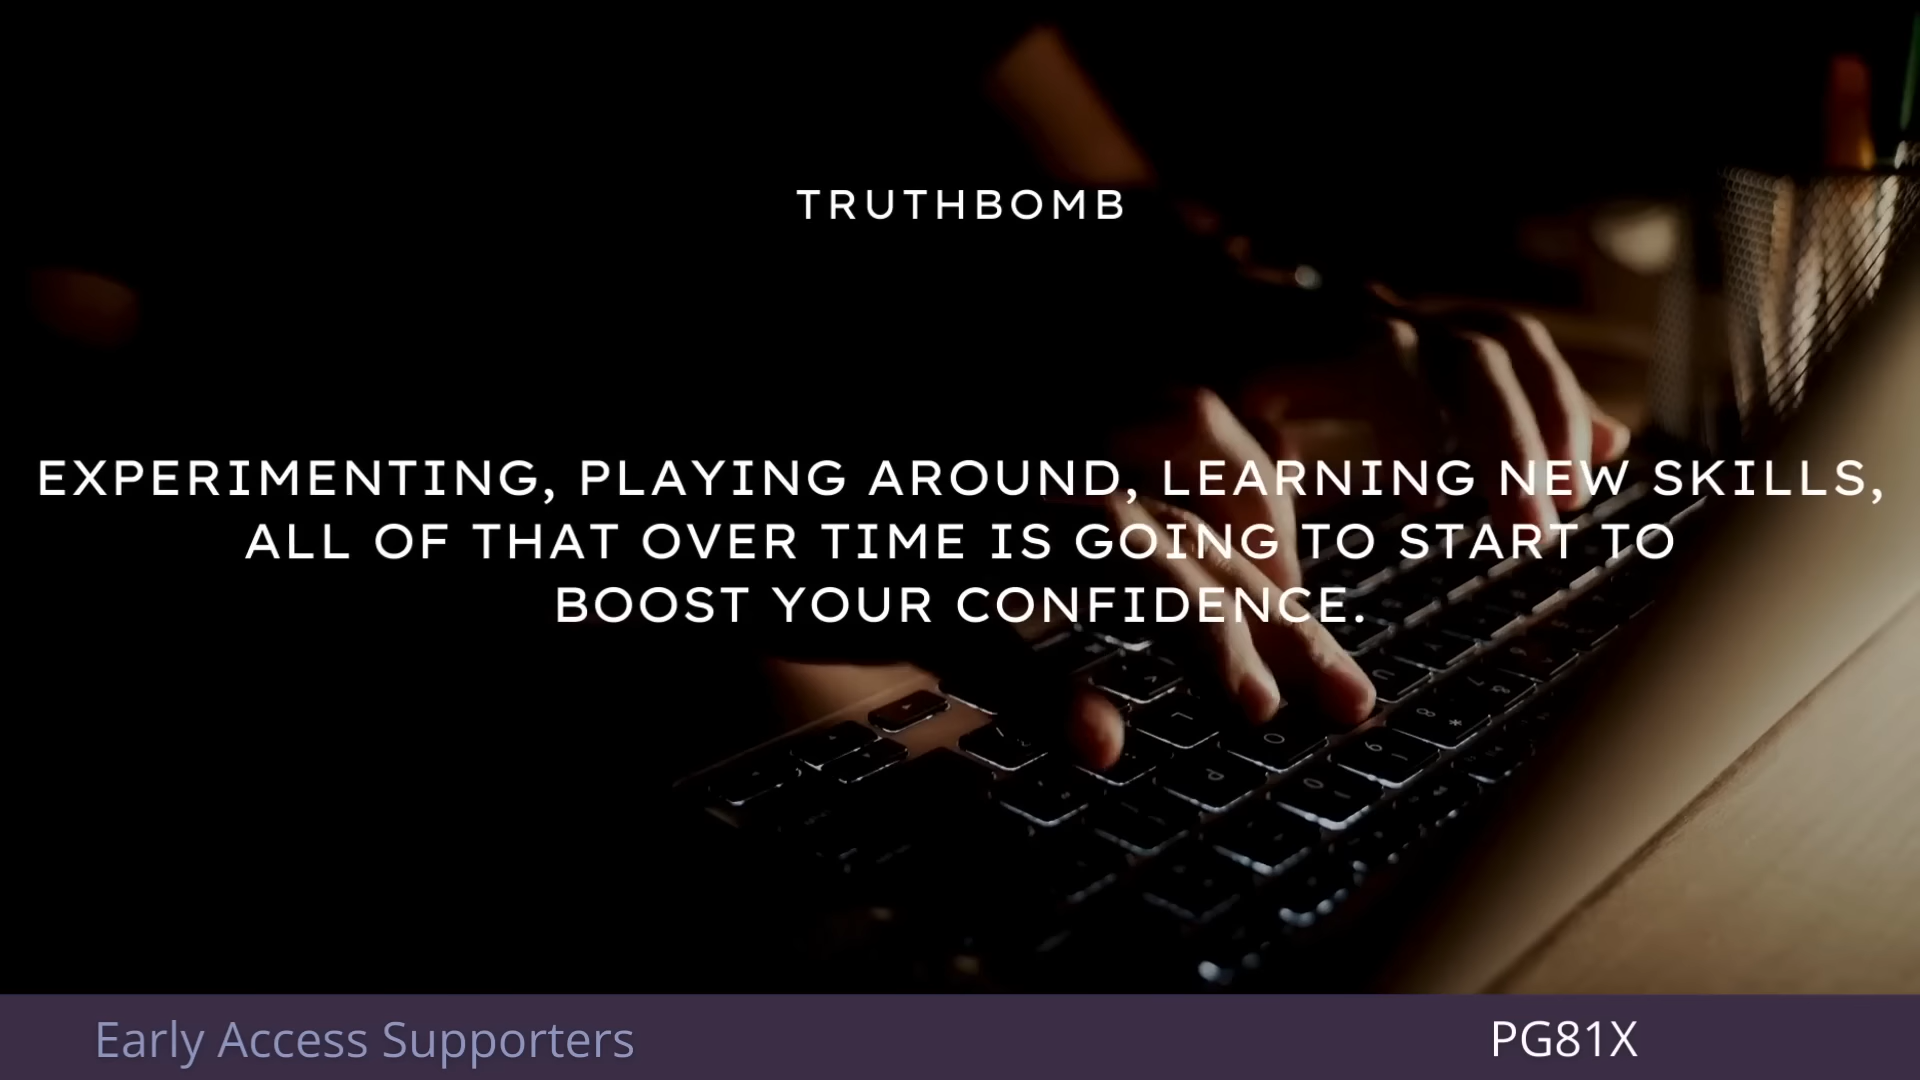 TRUTHBOMB
EXPERIMENTING, PLAYING AROUND, LEARNING NEW SKILLS,
ALL OF THAT OVER TIME IS GOING TO START TO
BOOST YOUR CONFIDENCE.
Early Access Supporters
PG81X